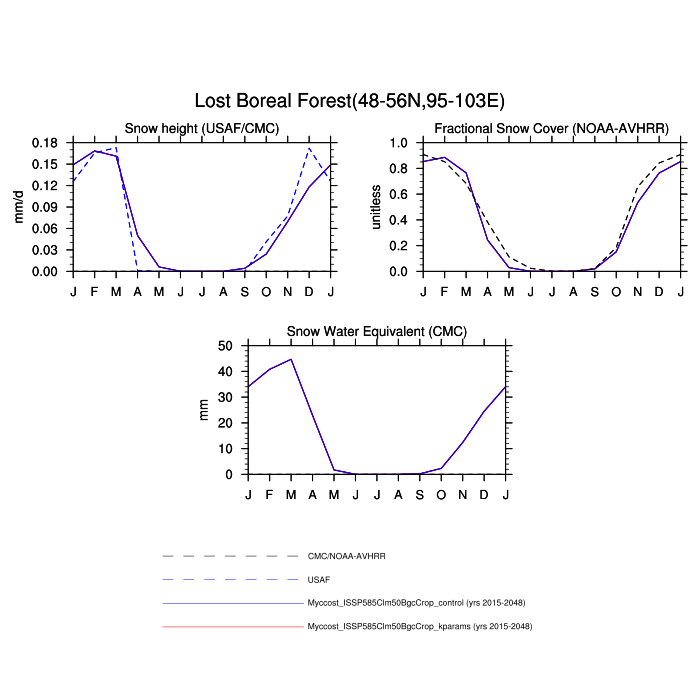 Lost Boreal Forest(48-56N,95-103E)
Snow height (USAF/CMC)
mm/d
0.18
0.15
0.12
0.09
0.06
0.03
0.00
J F M A M J J A S O N D J
Fractional Snow Cover (NOAA-AVHRR)
unitless
1.0
0.8
0.6
0.4
0.2
0.0
J F M A M J J A S O N D J
Snow Water Equivalent (CMC)
mm
50
40
30
20
10
0
J F M A M J J A S O N D J
CMC/NOAA-AVHRR
USAF
Myccost_ISSP585Clm50BgcCrop_control (yrs 2015-2048)
Myccost_ISSP585Clm50BgcCrop_kparams (yrs 2015-2048)